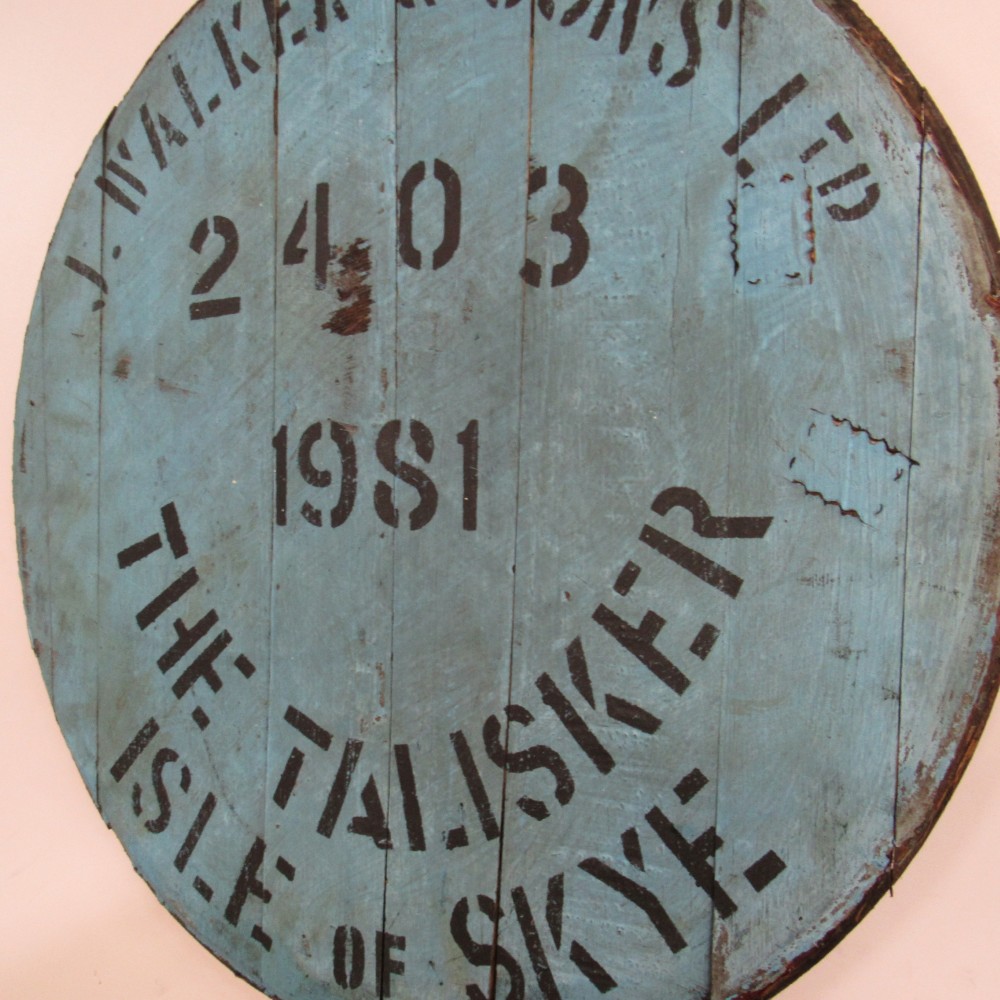 J. WALKER & SONS LTD
2403
1981
THE TALISKER
ISLE OF SKYE